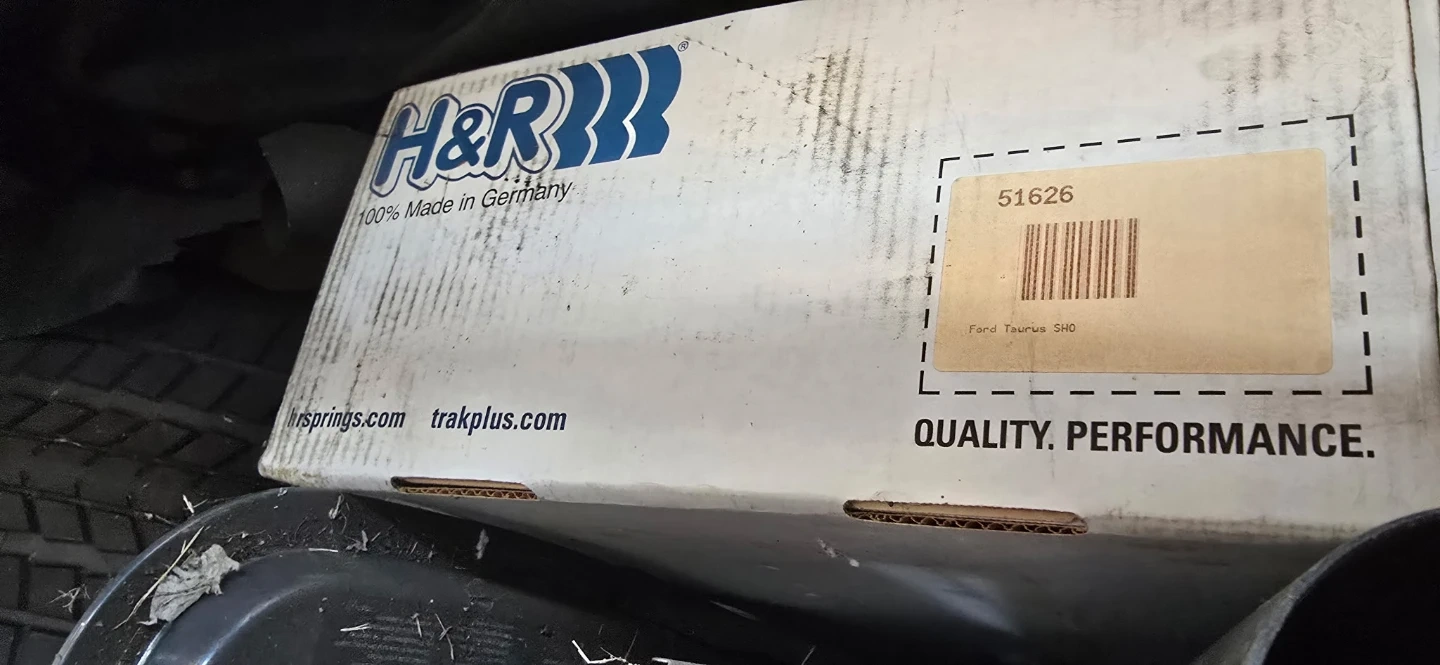 H&R®
100% Made in Germany
51626
Ford Taurus SHO
hrsprings.com trakplus.com
QUALITY. PERFORMANCE.